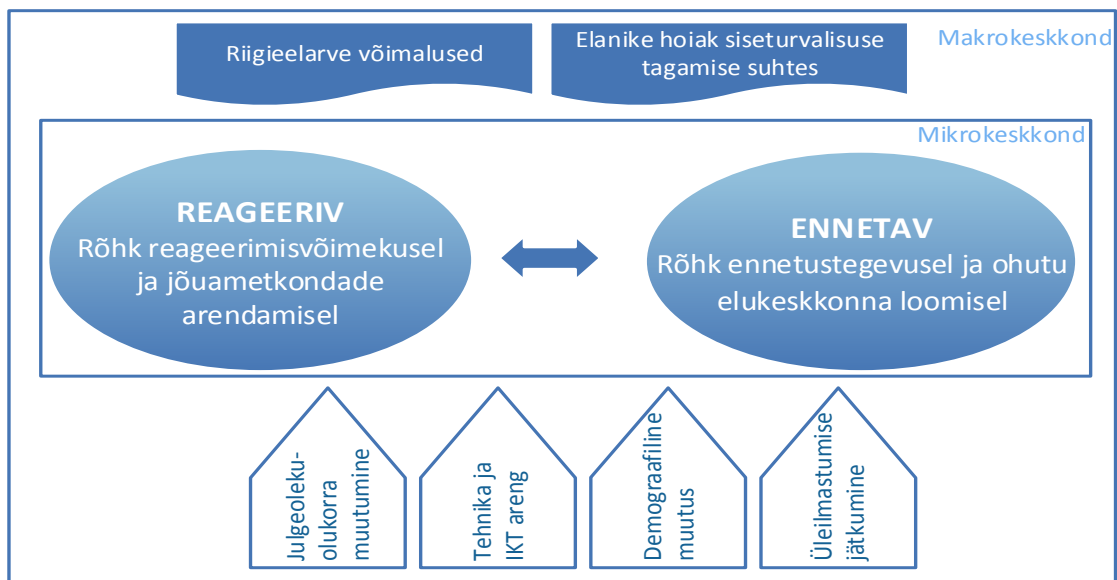 Riigieelarve võimalused
Elanike hoiak siseturvalisuse
tagamise suhtes
Makrokeskkond
Mikrokeskkond
REAGEERIV
Rõhk reageerimisvõimekusel
ja jõuametkondade
arendamisel
ENNETAV
Rõhk ennetustegevusel ja ohutu
elukeskkonna loomisel
Julgeoleku-
olukorra
muutumine
Tehnika ja
IKT areng
Demograafiline
muutus
Üleilmastumise
jätkumine